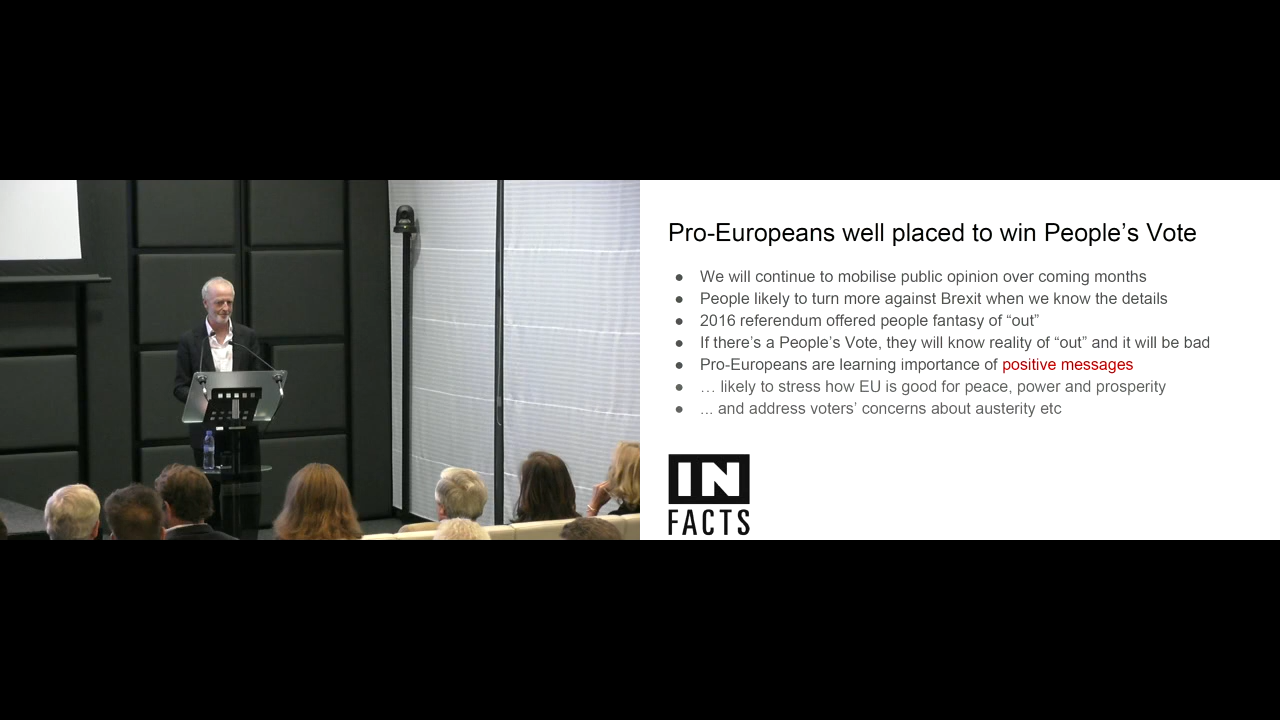 Pro-Europeans well placed to win People’s Vote
● We will continue to mobilise public opinion over coming months
● People likely to turn more against Brexit when we know the details
● 2016 referendum offered people fantasy of “out”
● If there’s a People’s Vote, they will know reality of “out” and it will be bad
● Pro-Europeans are learning importance of positive messages
● … likely to stress how EU is good for peace, power and prosperity
● ... and address voters’ concerns about austerity etc
IN
FACTS